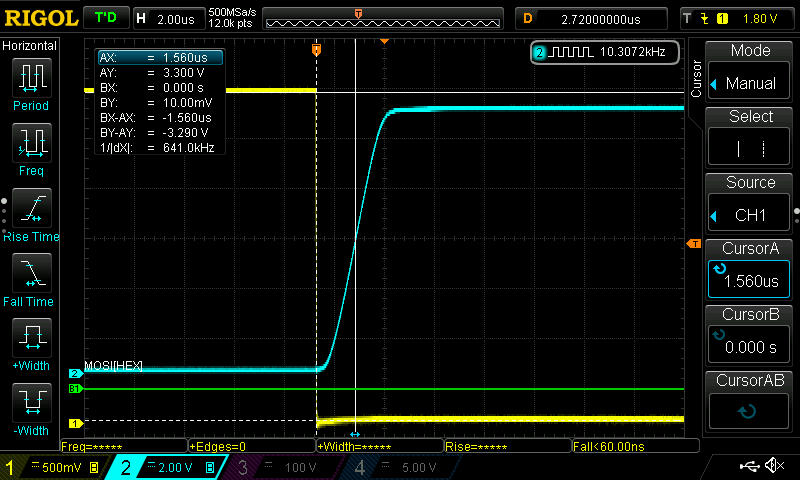 RIGOL T'D H 2.00us 500MSa/s 12.0k pts T D 2.72000000us T 1 1.80 V
Horizontal
Period
Freq
Rise Time
Fall Time
+Width
-Width
AX: = 1.560us
AY: = 3.300 V
BX: = 0.000 s
BY: = 10.00mV
BX-AX: = -1.560us
BY-AY: = -3.290 V
1/|dX|: = 641.0kHz
2 10.3072kHz
T
MOSI[HEX]
2
B1
1
T
Cursor
Mode
Manual
Select
Source
CH1
CursorA
1.560us
CursorB
0.000 s
CursorAB
Freq=***** +Edges=0 +Width=***** Rise=***** Fall<60.00ns
1 500mV B 2 2.00 V B 3 100 V 4 5.00 V